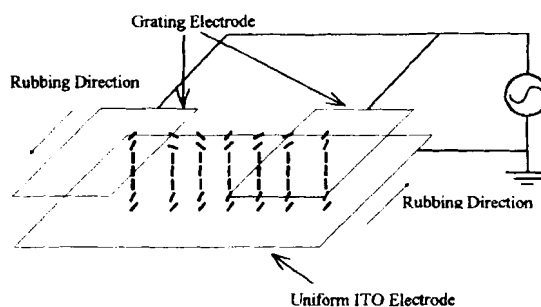 Grating Electrode
Rubbing Direction
Rubbing Direction
Uniform ITO Electrode